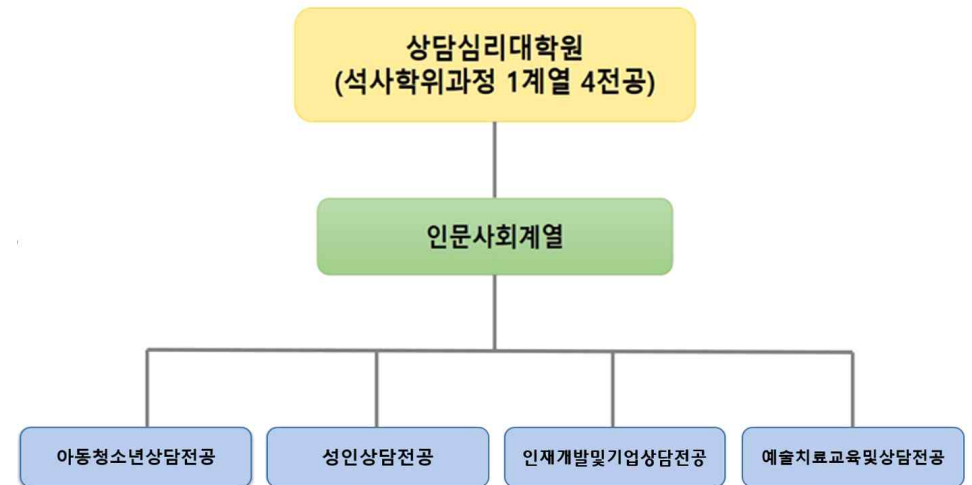 상담심리대학원
(석사학위과정 1계열 4전공)
인문사회계열
아동청소년상담전공
성인상담전공
인재개발및기업상담전공
예술치료교육및상담전공